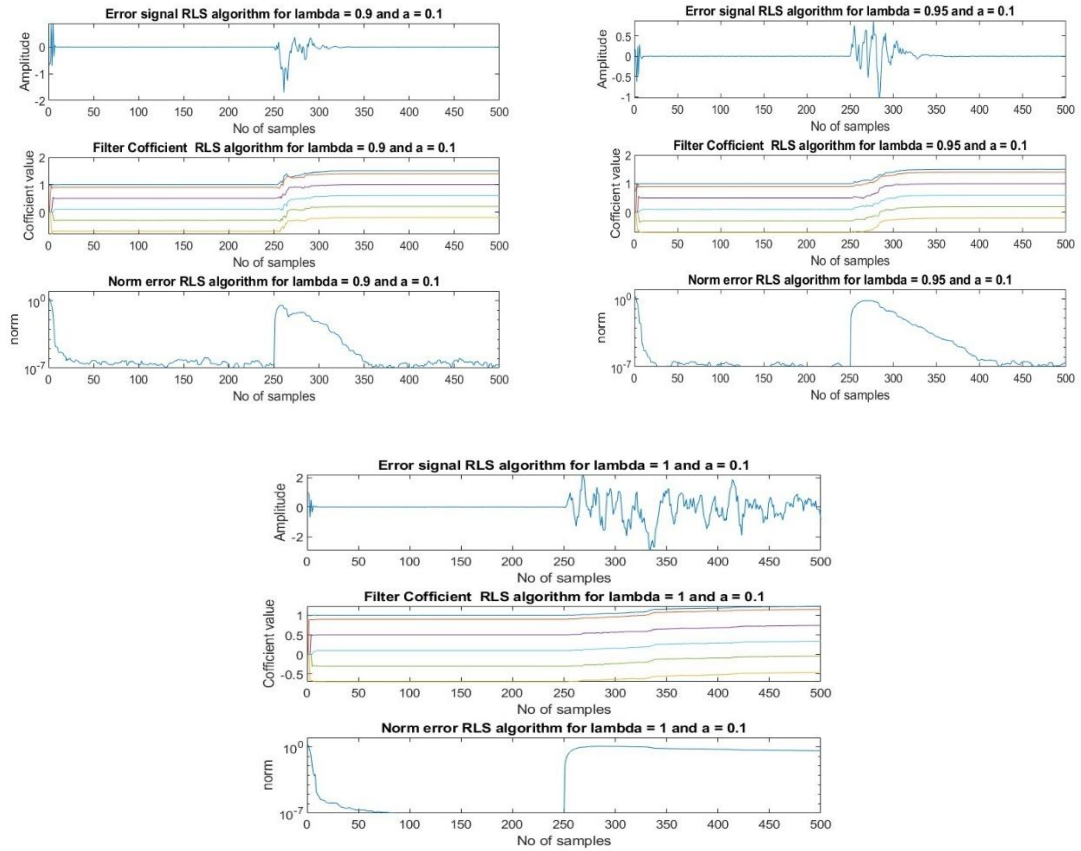 Error signal RLS algorithm for lambda = 0.9 and a = 0.1
Amplitude
0
-1
-2
0 50 100 150 200 250 300 350 400 450 500
No of samples
Filter Cofficient RLS algorithm for lambda = 0.9 and a = 0.1
Cofficient value
2
1
0
0 50 100 150 200 250 300 350 400 450 500
No of samples
Norm error RLS algorithm for lambda = 0.9 and a = 0.1
norm
10^0
10^-7
0 50 100 150 200 250 300 350 400 450 500
No of samples
Error signal RLS algorithm for lambda = 0.95 and a = 0.1
Amplitude
0.5
0
-0.5
-1
0 50 100 150 200 250 300 350 400 450 500
No of samples
Filter Cofficient RLS algorithm for lambda = 0.95 and a = 0.1
Cofficient value
2
1
0
0 50 100 150 200 250 300 350 400 450 500
No of samples
Norm error RLS algorithm for lambda = 0.95 and a = 0.1
norm
10^0
10^-7
0 50 100 150 200 250 300 350 400 450 500
No of samples
Error signal RLS algorithm for lambda = 1 and a = 0.1
Amplitude
2
0
-2
0 50 100 150 200 250 300 350 400 450 500
No of samples
Filter Cofficient RLS algorithm for lambda = 1 and a = 0.1
Cofficient value
1
0.5
0
-0.5
0 50 100 150 200 250 300 350 400 450 500
No of samples
Norm error RLS algorithm for lambda = 1 and a = 0.1
norm
10^0
10^-7
0 50 100 150 200 250 300 350 400 450 500
No of samples